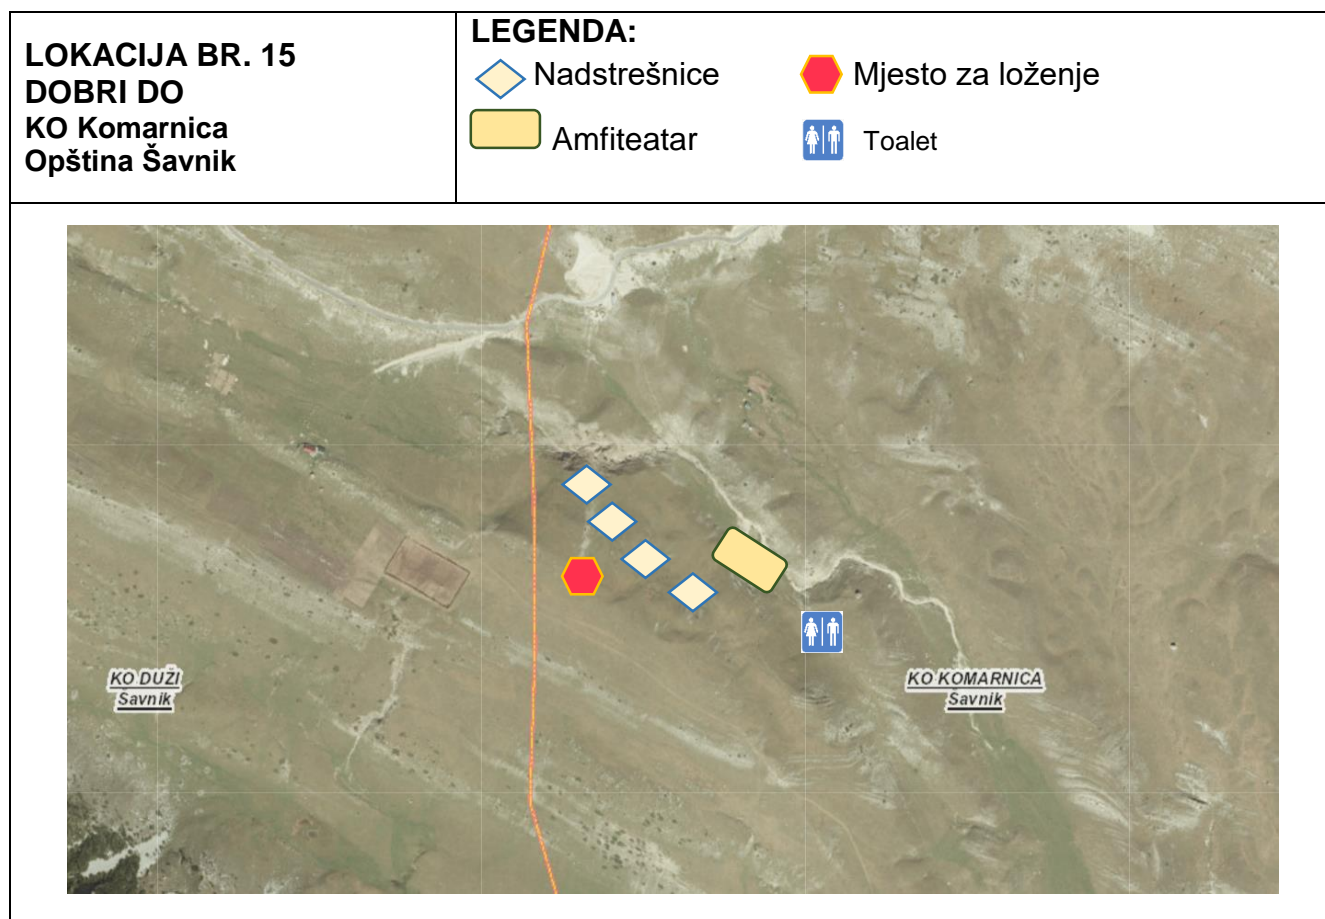 LOKACIJA BR. 15
DOBRI DO
KO Komarnica
Opština Šavnik
LEGENDA:
Nadstrešnice
Mjesto za loženje
Amfiteatar
Toalet
KO DUŽI
Šavnik
KO KOMARNICA
Šavnik